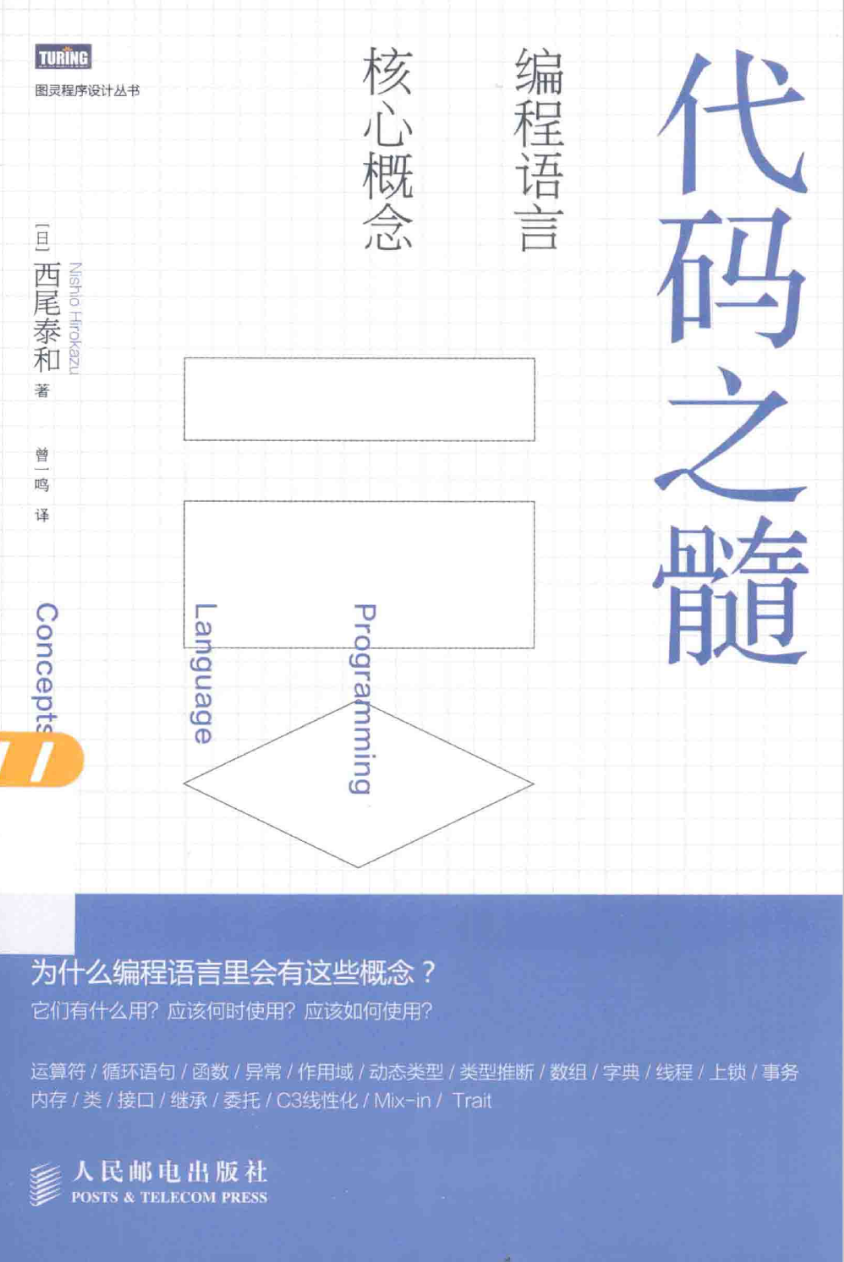 TURING
图灵程序设计丛书
代码之髓
编程语言
核心概念
[日]西尾泰和 著
Nishio Hirokazu
曾一鸣 译
Programming
Language
Concepts
为什么编程语言里会有这些概念？
它们有什么用？应该何时使用？应该如何使用？
运算符 / 循环语句 / 函数 / 异常 / 作用域 / 动态类型 / 类型推断 / 数组 / 字典 / 线程 / 上锁 / 事务
内存 / 类 / 接口 / 继承 / 委托 / C3线性化 / Mix-in / Trait
人民邮电出版社
POSTS & TELECOM PRESS